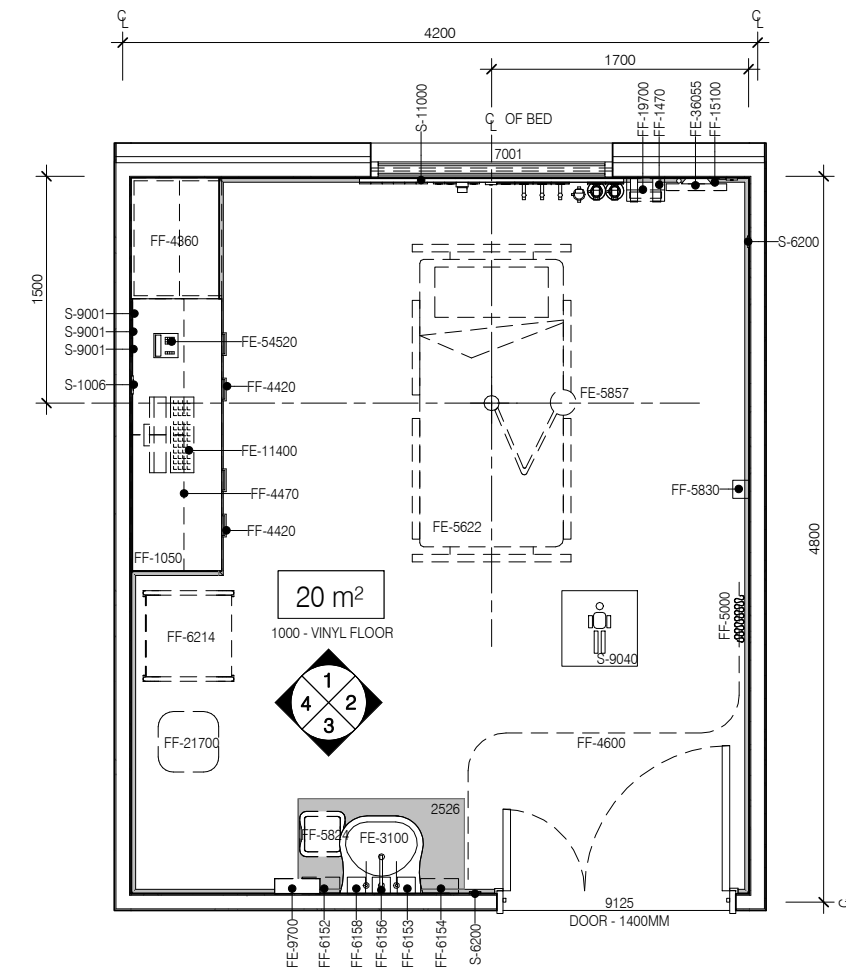 4200
1700
OF BED
S-11000
FF-19700
FF-1470
FE-36055
FF-15100
7001
FF-4360
S-6200
1500
S-9001
S-9001
S-9001
FE-54520
S-1006
FF-4420
FE-5857
FE-11400
FF-4470
FF-5830
FF-4420
FE-5622
4800
FF-1050
20 m²
1000 - VINYL FLOOR
FF-6214
FF-5000
S-9040
1
4 2
3
FF-21700
FF-4600
2526
FF-5824
FE-3100
9125
DOOR - 1400MM
FE-9700
FF-6152
FF-6158
FF-6156
FF-6153
FF-6154
S-6200